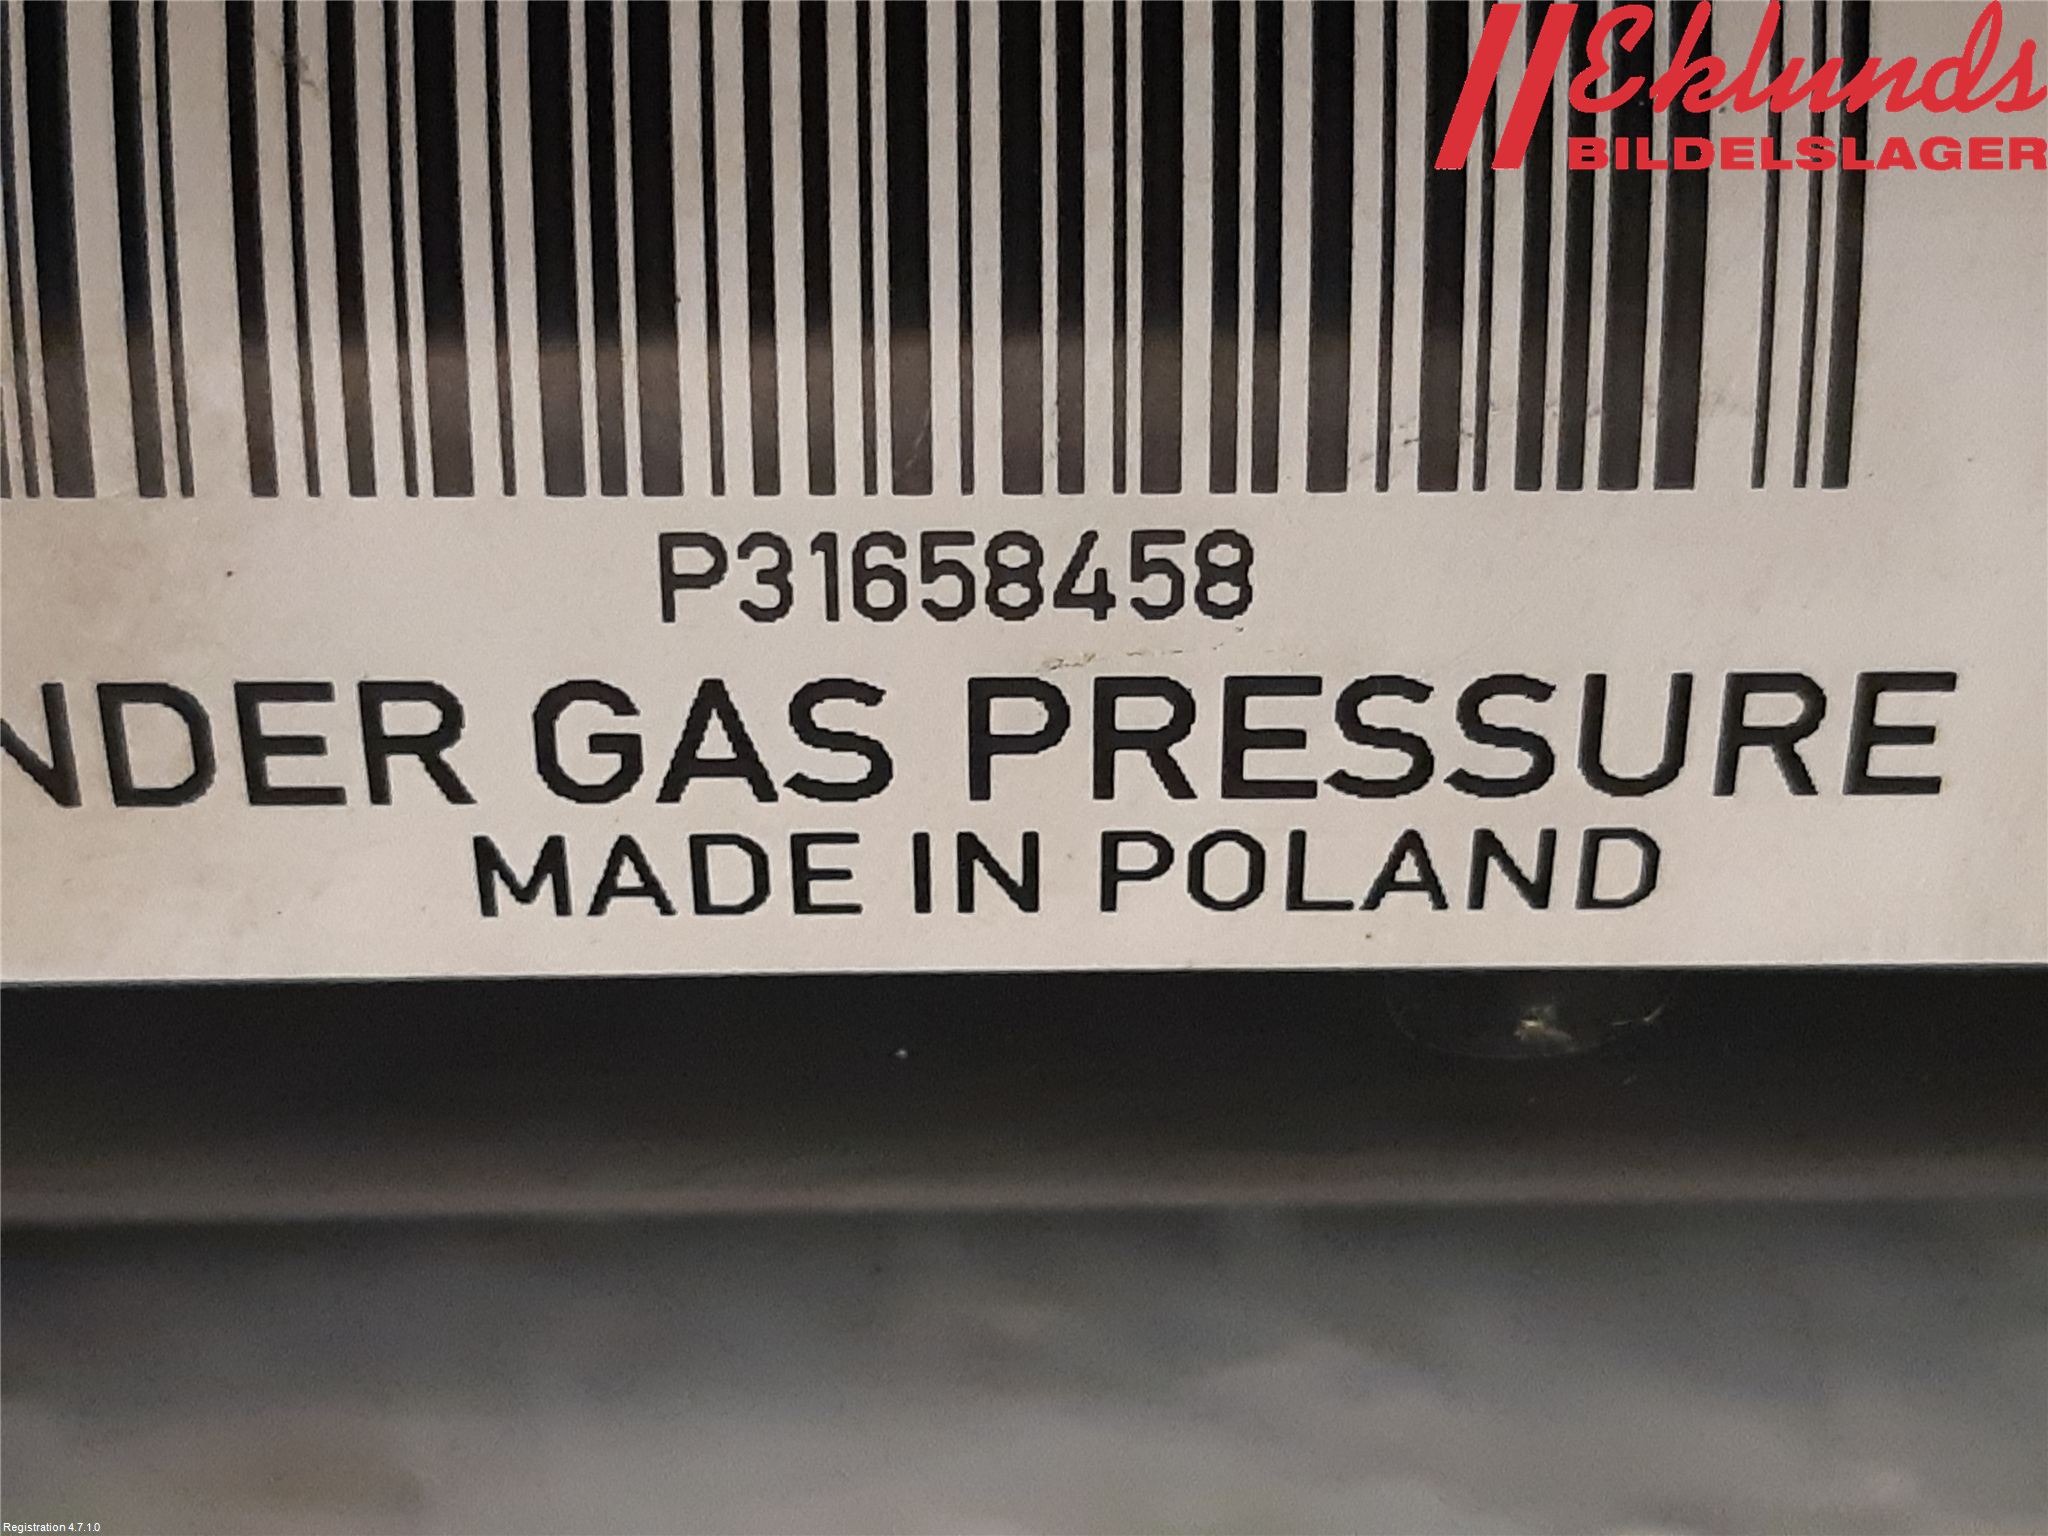 Eklunds
BILDELSLAGER
P31658458
NDER GAS PRESSURE
MADE IN POLAND
Registration 4.7.1.0